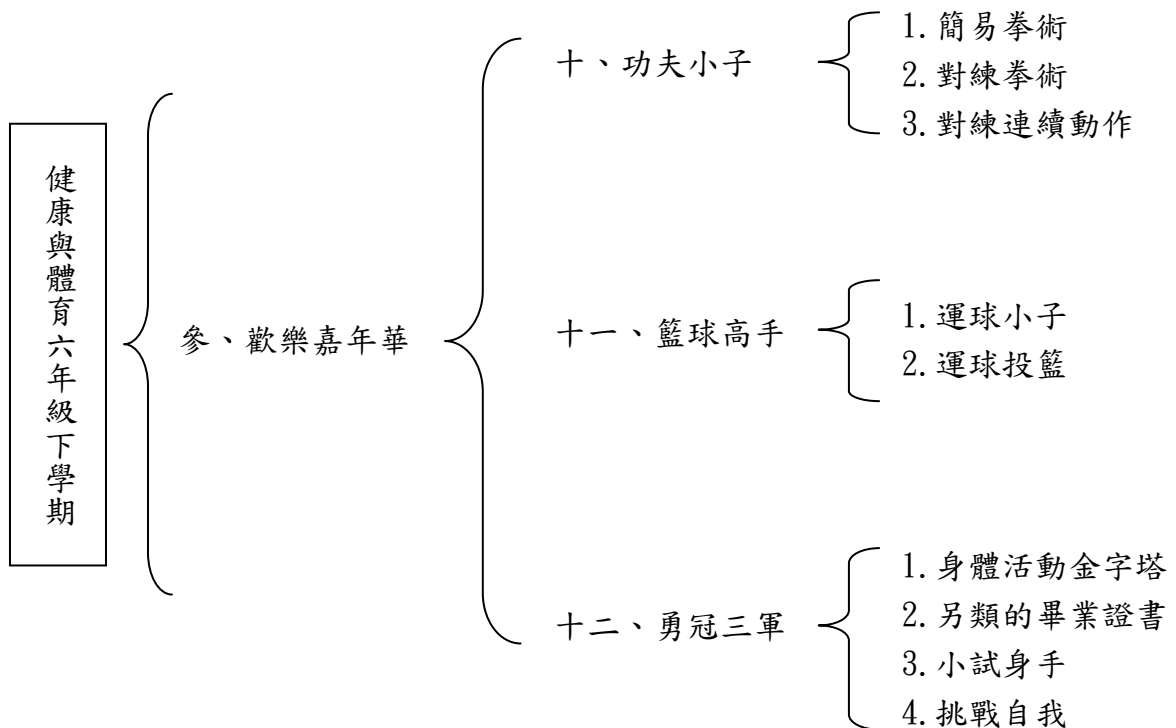 健康與體育六年級下學期
參、歡樂嘉年華
十、功夫小子
1.簡易拳術
2.對練拳術
3.對練連續動作
十一、籃球高手
1.運球小子
2.運球投籃
十二、勇冠三軍
1.身體活動金字塔
2.另類的畢業證書
3.小試身手
4.挑戰自我